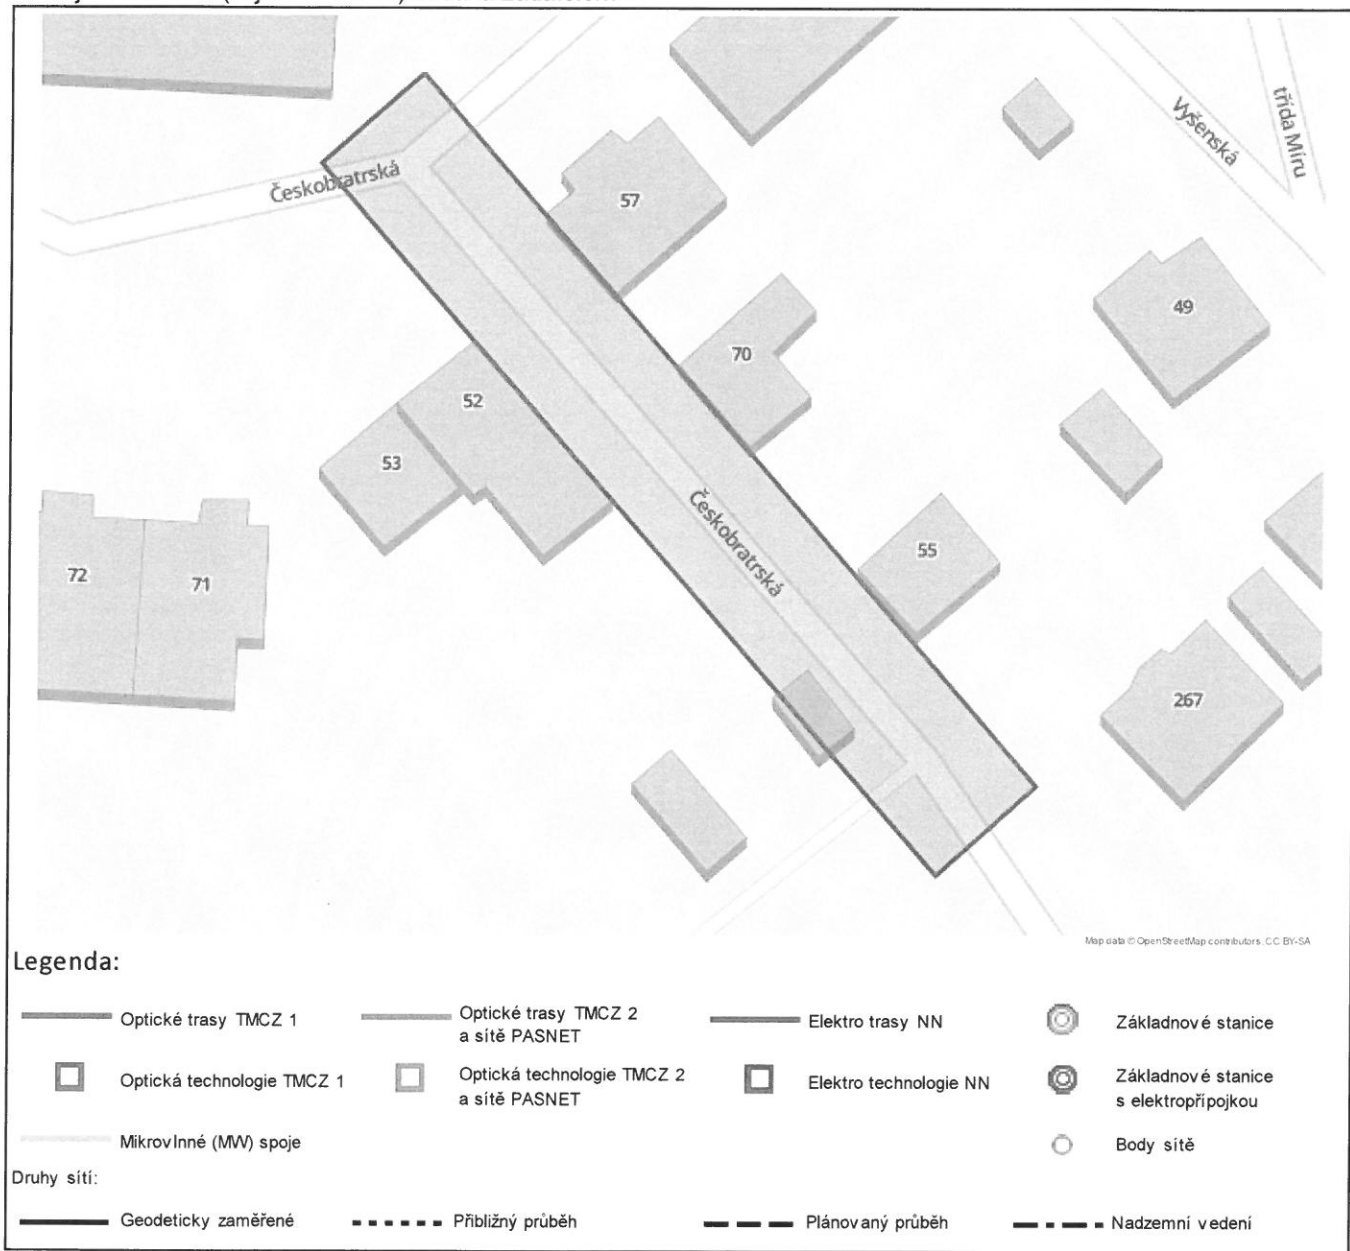 Českobratrská
Vyšenská
třída Míru
57
49
70
52
53
Českobratrská
55
72
71
267
Map data © OpenStreetMap contributors, CC BY-SA
Legenda:
Optické trasy TMCZ 1
Optické trasy TMCZ 2
a sítě PASNET
Elektro trasy NN
Základnové stanice
Optická technologie TMCZ 1
Optická technologie TMCZ 2
a sítě PASNET
Elektro technologie NN
Základnové stanice
s elektropřípojkou
Mikrovlnné (MW) spoje
Body sítě
Druhy sítí:
Geodeticky zaměřené
Přibližný průběh
Plánovaný průběh
Nadzemní vedení